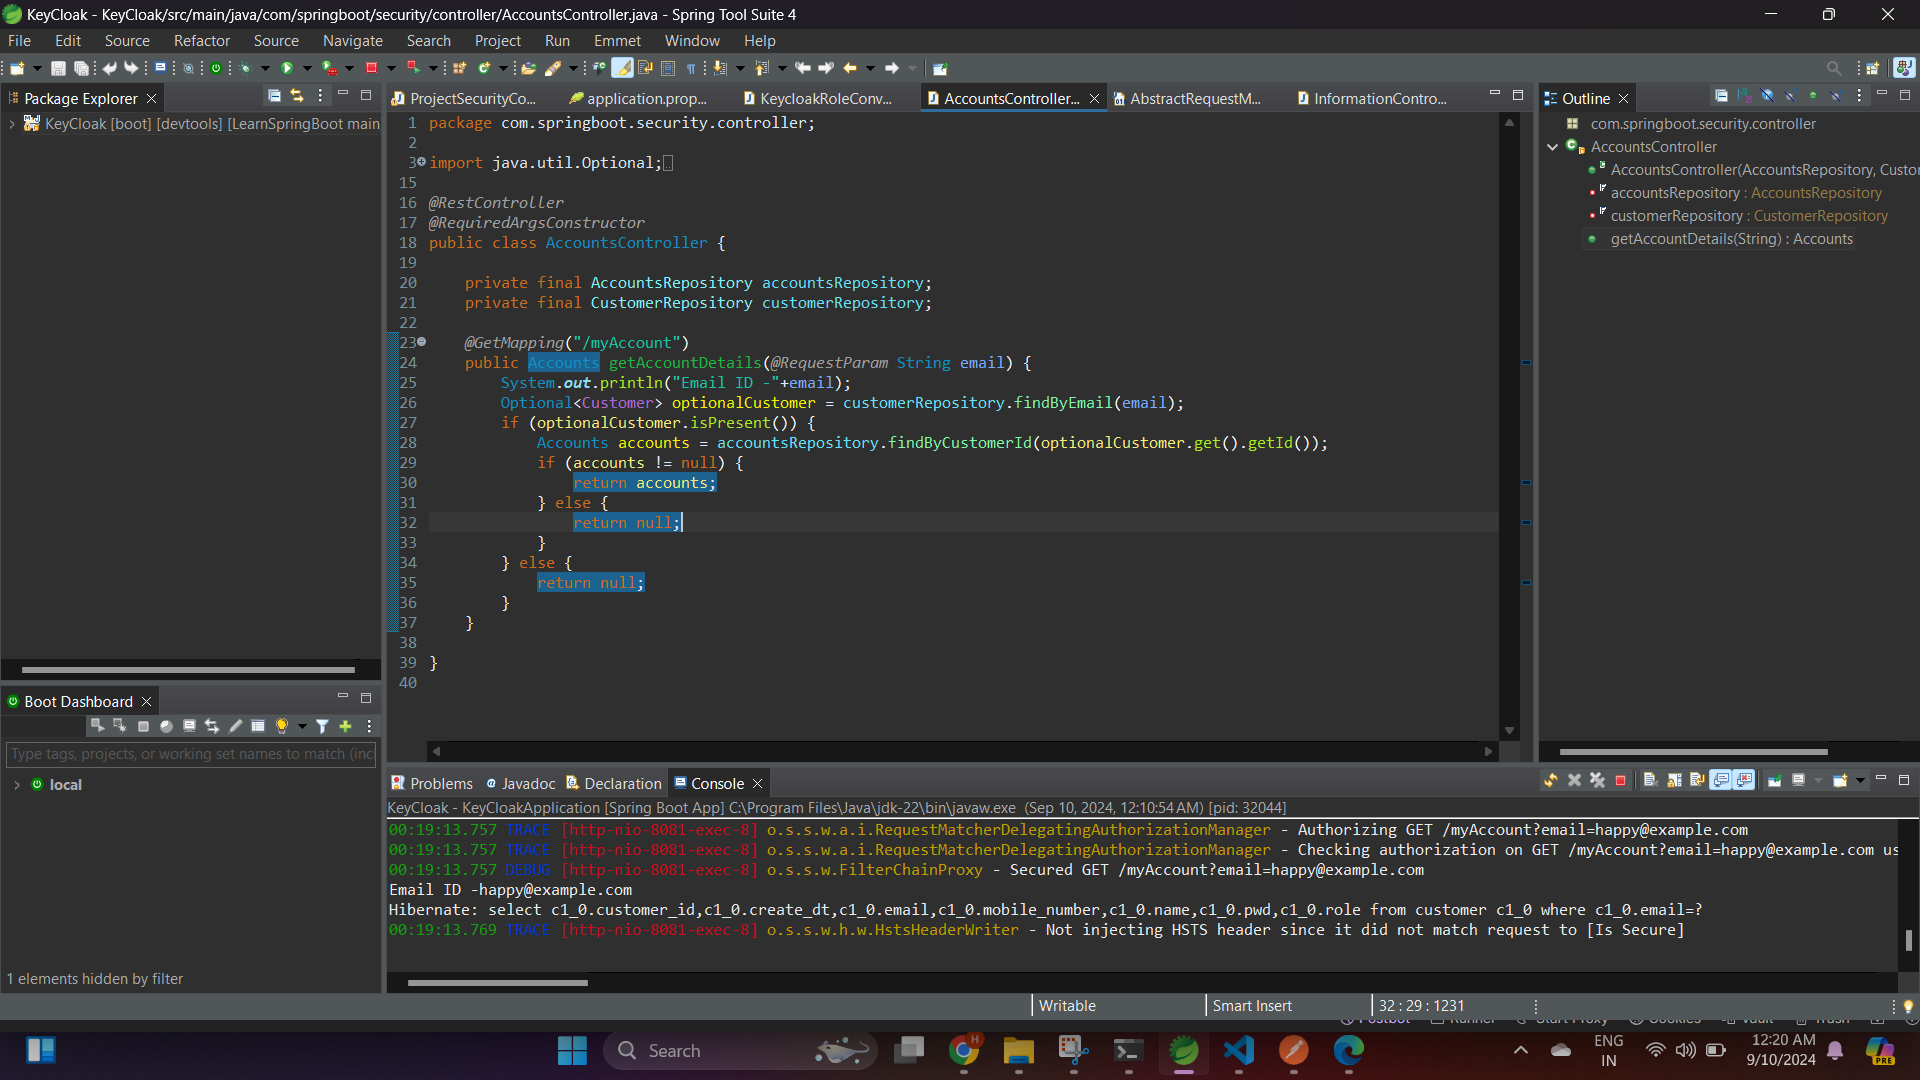 KeyCloak - KeyCloak/src/main/java/com/springboot/security/controller/AccountsController.java - Spring Tool Suite 4
File Edit Source Refactor Source Navigate Search Project Run Emmet Window Help
Package Explorer
KeyCloak [boot] [devtools] [LearnSpringBoot main
ProjectSecurityCo... application.prop... KeycloakRoleConv... AccountsController... AbstractRequestM... InformationContro...
1 package com.springboot.security.controller;
2
3 import java.util.Optional;
15
16 @RestController
17 @RequiredArgsConstructor
18 public class AccountsController {
19
20 private final AccountsRepository accountsRepository;
21 private final CustomerRepository customerRepository;
22
23 @GetMapping("/myAccount")
24 public Accounts getAccountDetails(@RequestParam String email) {
25 System.out.println("Email ID -"+email);
26 Optional<Customer> optionalCustomer = customerRepository.findByEmail(email);
27 if (optionalCustomer.isPresent()) {
28 Accounts accounts = accountsRepository.findByCustomerId(optionalCustomer.get().getId());
29 if (accounts != null) {
30 return accounts;
31 } else {
32 return null;
33 }
34 } else {
35 return null;
36 }
37 }
38
39 }
40
Outline
com.springboot.security.controller
AccountsController
AccountsController(AccountsRepository, Custo
accountsRepository : AccountsRepository
customerRepository : CustomerRepository
getAccountDetails(String) : Accounts
Boot Dashboard
Type tags, projects, or working set names to match (inc
local
1 elements hidden by filter
Problems Javadoc Declaration Console
KeyCloak - KeyCloakApplication [Spring Boot App] C:\Program Files\Java\jdk-22\bin\javaw.exe (Sep 10, 2024, 12:10:54 AM) [pid: 32044]
00:19:13.757 TRACE [http-nio-8081-exec-8] o.s.s.w.a.i.RequestMatcherDelegatingAuthorizationManager - Authorizing GET /myAccount?email=happy@example.com
00:19:13.757 TRACE [http-nio-8081-exec-8] o.s.s.w.a.i.RequestMatcherDelegatingAuthorizationManager - Checking authorization on GET /myAccount?email=happy@example.com us
00:19:13.757 DEBUG [http-nio-8081-exec-8] o.s.s.w.FilterChainProxy - Secured GET /myAccount?email=happy@example.com
Email ID -happy@example.com
Hibernate: select c1_0.customer_id,c1_0.create_dt,c1_0.email,c1_0.mobile_number,c1_0.name,c1_0.pwd,c1_0.role from customer c1_0 where c1_0.email=?
00:19:13.769 TRACE [http-nio-8081-exec-8] o.s.s.w.h.w.HstsHeaderWriter - Not injecting HSTS header since it did not match request to [Is Secure]
Writable Smart Insert 32 : 29 : 1231
Postbot Runner Start Proxy Cookies Vault Trash
Search
ENG
IN
12:20 AM
9/10/2024
PRE